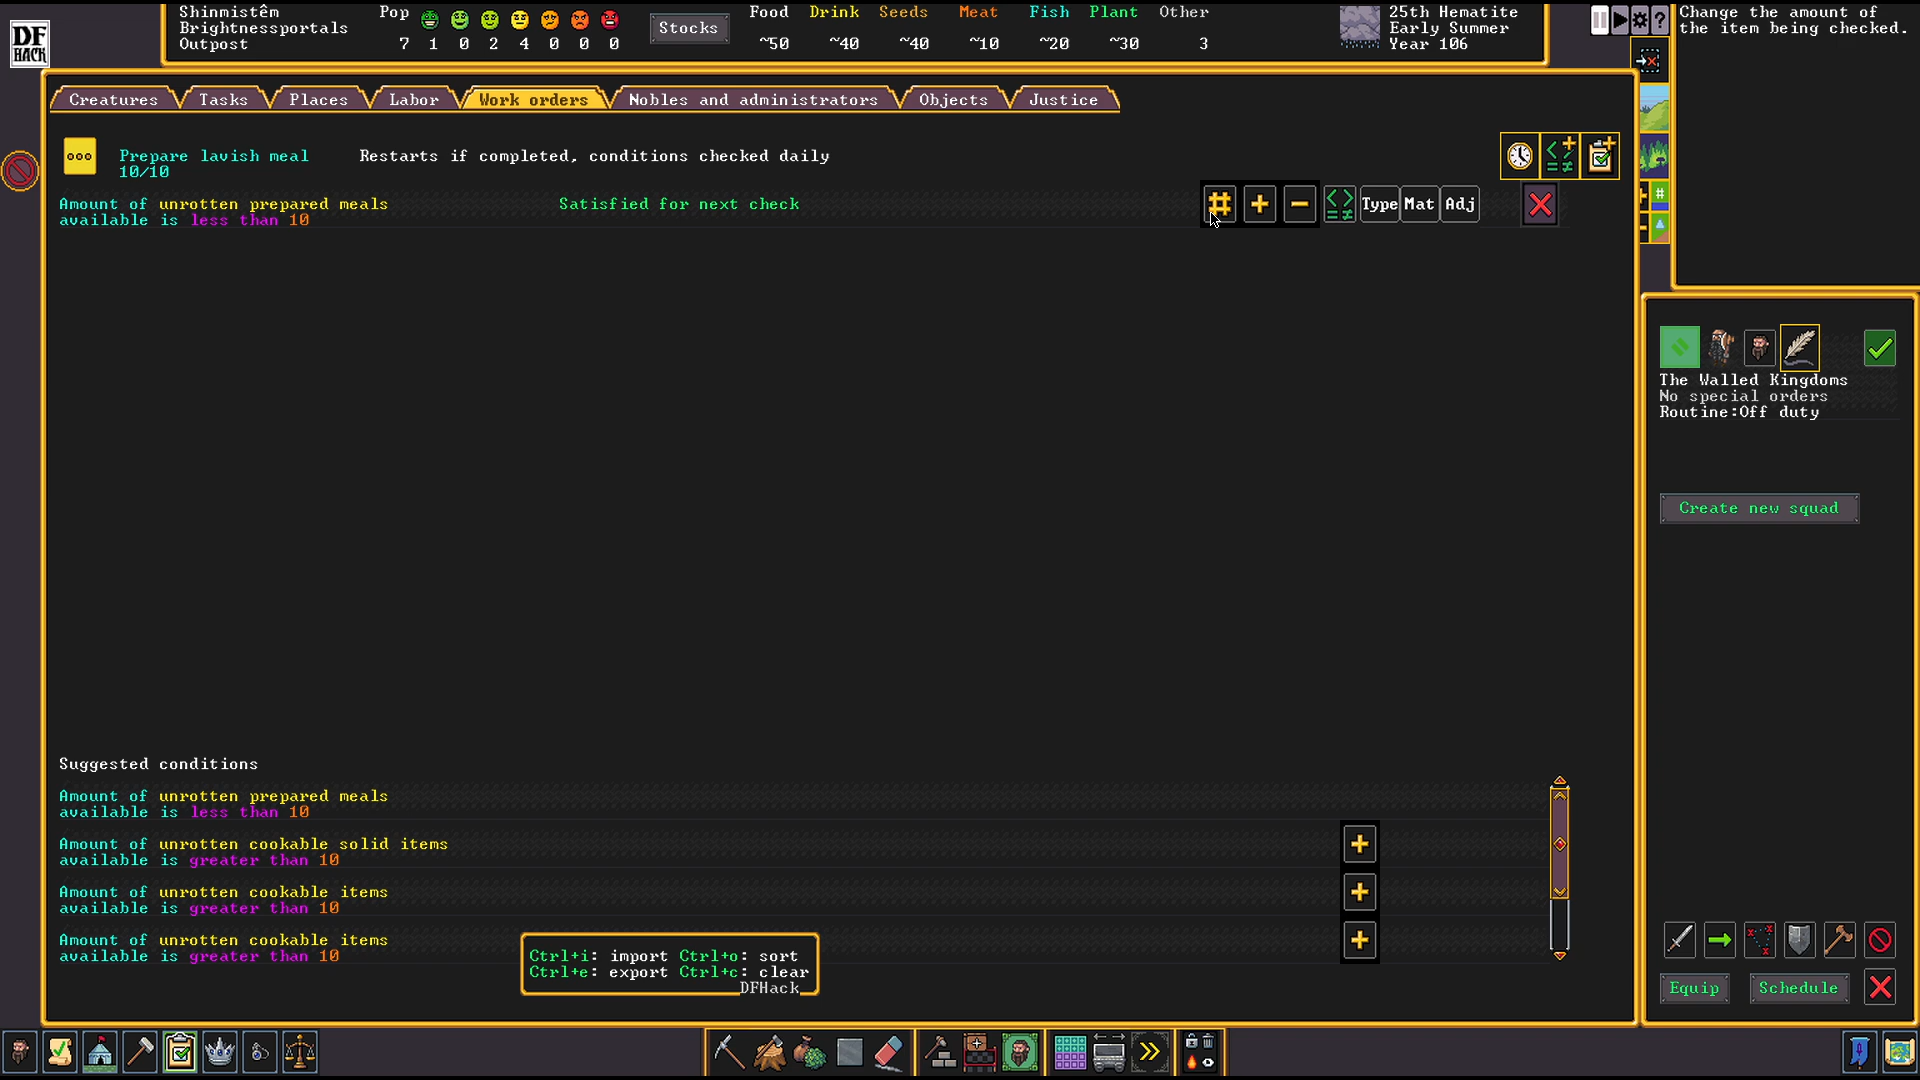 DF
HACK
Shinmistêm
Brightnessportals
Outpost
Pop
7 1 0 2 4 0 0 0
Stocks
Food Drink Seeds Meat Fish Plant Other
~50 ~40 ~40 ~10 ~20 ~30 3
25th Hematite
Early Summer
Year 106
?
Change the amount of
the item being checked.
Creatures Tasks Places Labor Work orders Nobles and administrators Objects Justice
Prepare lavish meal Restarts if completed, conditions checked daily
10/10
Amount of unrotten prepared meals Satisfied for next check
available is less than 10
Type Mat Adj
The Walled Kingdoms
No special orders
Routine:Off duty
Create new squad
Suggested conditions
Amount of unrotten prepared meals
available is less than 10
Amount of unrotten cookable solid items
available is greater than 10
Amount of unrotten cookable items
available is greater than 10
Amount of unrotten cookable items
available is greater than 10
Ctrl+i: import Ctrl+o: sort
Ctrl+e: export Ctrl+c: clear
DFHack
Equip Schedule